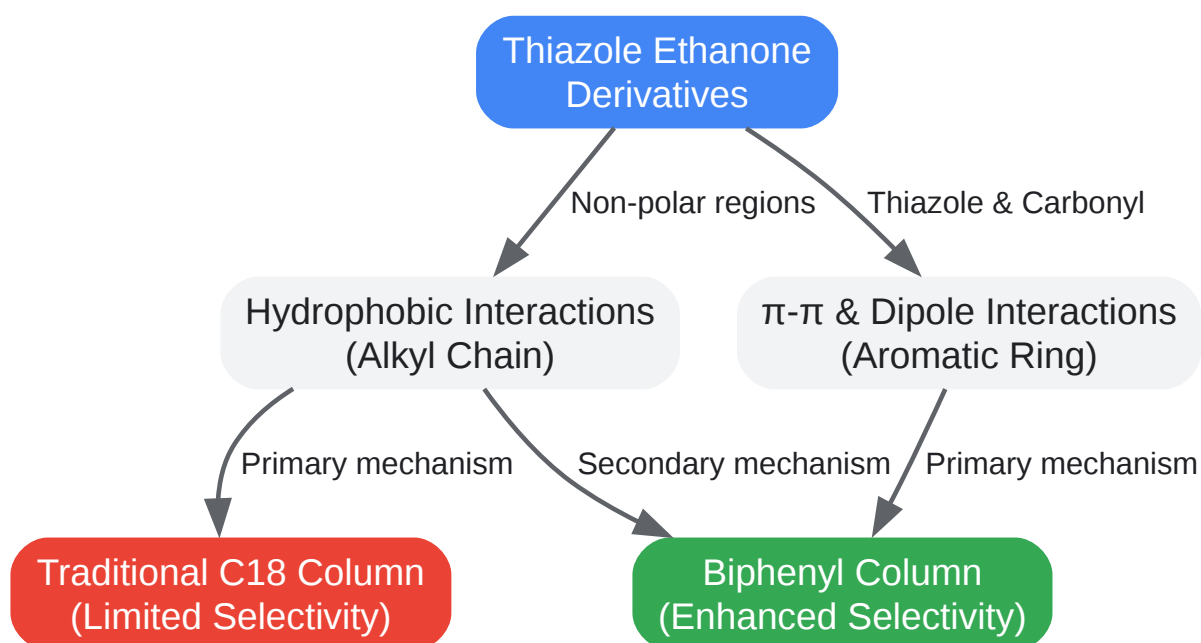 Thiazole Ethanone
Derivatives
Non-polar regions
Thiazole & Carbonyl
Hydrophobic Interactions
(Alkyl Chain)
π-π & Dipole Interactions
(Aromatic Ring)
Primary mechanism
Secondary mechanism
Primary mechanism
Traditional C18 Column
(Limited Selectivity)
Biphenyl Column
(Enhanced Selectivity)